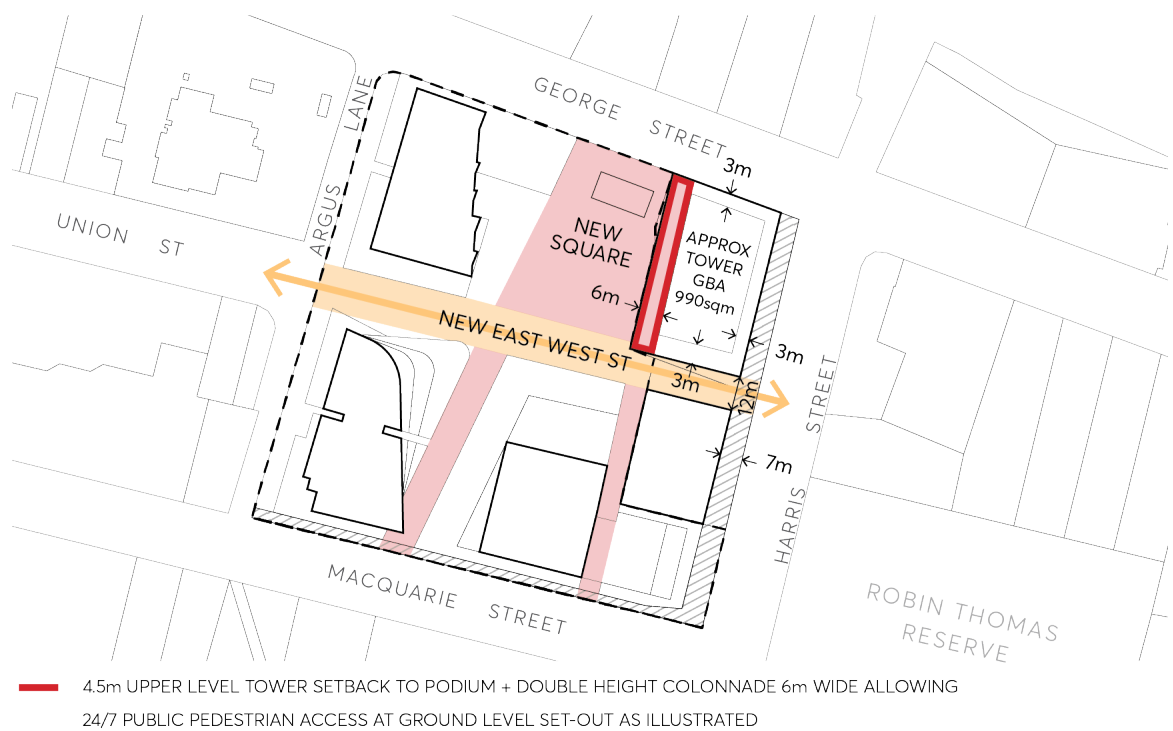 GEORGE STREET
ARGUS LANE
3m
UNION ST
NEW
SQUARE
APPROX
TOWER
GBA
990sqm
6m
NEW EAST WEST ST
3m
3m
12m
7m
HARRIS STREET
MACQUARIE STREET
ROBIN THOMAS
RESERVE
4.5m UPPER LEVEL TOWER SETBACK TO PODIUM + DOUBLE HEIGHT COLONNADE 6m WIDE ALLOWING
24/7 PUBLIC PEDESTRIAN ACCESS AT GROUND LEVEL SET-OUT AS ILLUSTRATED